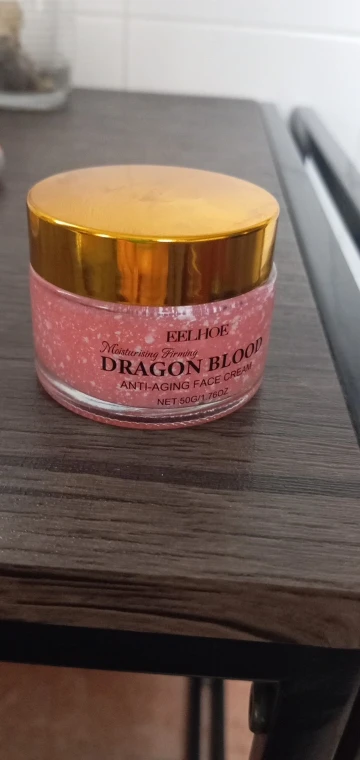 EELHOE
Moisturising Firming
DRAGON BLOOD
ANTI-AGING FACE CREAM
NET:50G/1.76OZ